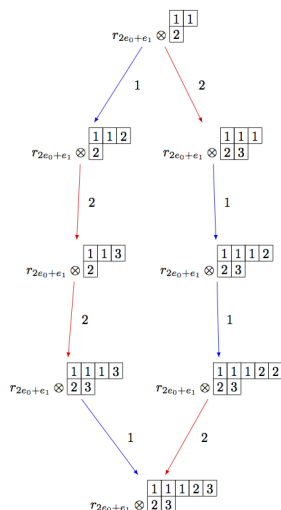 1 1
r_{2e_0+e_1} ⊗ 2
1 2
1 1 2 1 1 1
r_{2e_0+e_1} ⊗ 2 r_{2e_0+e_1} ⊗ 2 3
2 1
1 1 3 1 1 1 2
r_{2e_0+e_1} ⊗ 2 r_{2e_0+e_1} ⊗ 2 3
2 1
1 1 1 3 1 1 1 2 2
r_{2e_0+e_1} ⊗ 2 3 r_{2e_0+e_1} ⊗ 2 3
1 2
1 1 1 2 3
r_{2e_0+e_1} ⊗ 2 3